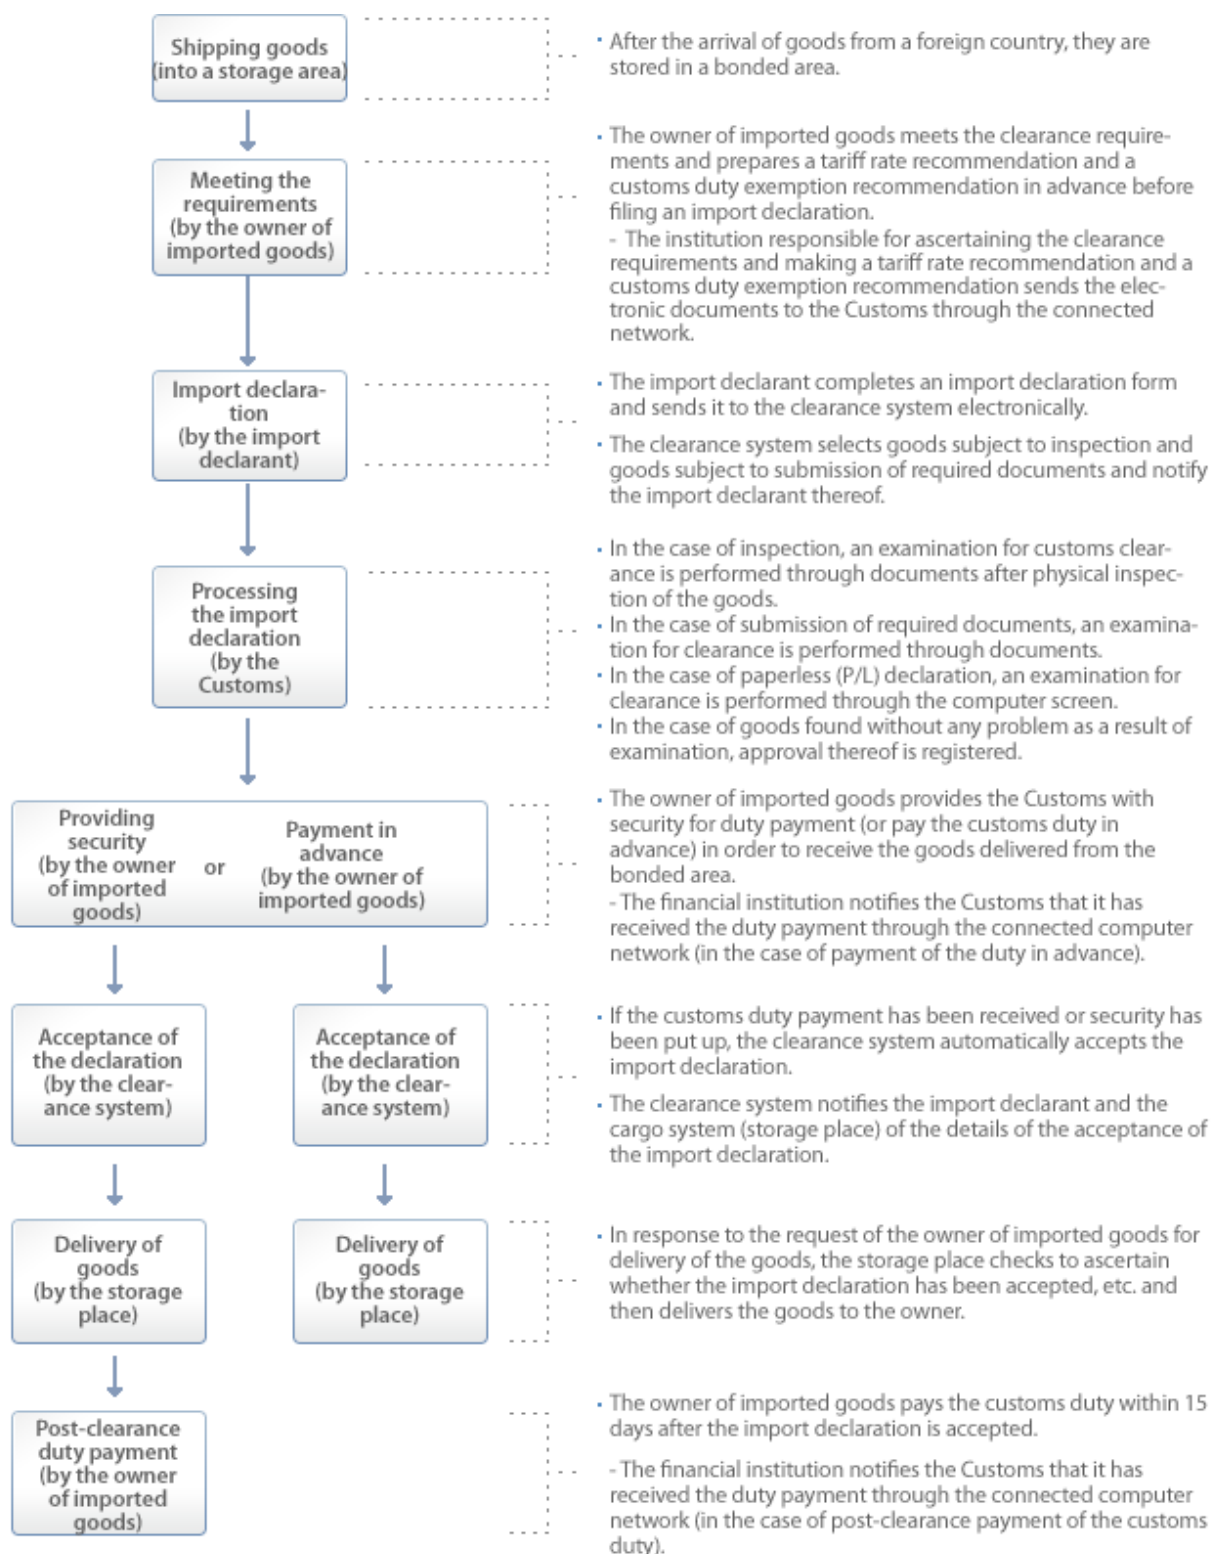 Shipping goods
(into a storage area)
• After the arrival of goods from a foreign country, they are
stored in a bonded area.
Meeting the
requirements
(by the owner of
imported goods)
• The owner of imported goods meets the clearance require-
ments and prepares a tariff rate recommendation and a
customs duty exemption recommendation in advance before
filing an import declaration.
- The institution responsible for ascertaining the clearance
requirements and making a tariff rate recommendation and a
customs duty exemption recommendation sends the elec-
tronic documents to the Customs through the connected
network.
Import declara-
tion
(by the import
declarant)
• The import declarant completes an import declaration form
and sends it to the clearance system electronically.
• The clearance system selects goods subject to inspection and
goods subject to submission of required documents and notify
the import declarant thereof.
Processing
the import
declaration
(by the
Customs)
• In the case of inspection, an examination for customs clear-
ance is performed through documents after physical inspec-
tion of the goods.
• In the case of submission of required documents, an examina-
tion for clearance is performed through documents.
• In the case of paperless (P/L) declaration, an examination for
clearance is performed through the computer screen.
• In the case of goods found without any problem as a result of
examination, approval thereof is registered.
Providing
security
(by the owner
of imported
goods)
or
Payment in
advance
(by the owner of
imported goods)
• The owner of imported goods provides the Customs with
security for duty payment (or pay the customs duty in
advance) in order to receive the goods delivered from the
bonded area.
- The financial institution notifies the Customs that it has
received the duty payment through the connected computer
network (in the case of payment of the duty in advance).
Acceptance of
the declaration
(by the clear-
ance system)
Acceptance of
the declaration
(by the clear-
ance system)
• If the customs duty payment has been received or security has
been put up, the clearance system automatically accepts the
import declaration.
• The clearance system notifies the import declarant and the
cargo system (storage place) of the details of the acceptance of
the import declaration.
Delivery of
goods
(by the storage
place)
Delivery of
goods
(by the storage
place)
• In response to the request of the owner of imported goods for
delivery of the goods, the storage place checks to ascertain
whether the import declaration has been accepted, etc. and
then delivers the goods to the owner.
Post-clearance
duty payment
(by the owner
of imported
goods)
• The owner of imported goods pays the customs duty within 15
days after the import declaration is accepted.
- The financial institution notifies the Customs that it has
received the duty payment through the connected computer
network (in the case of post-clearance payment of the customs
duty).